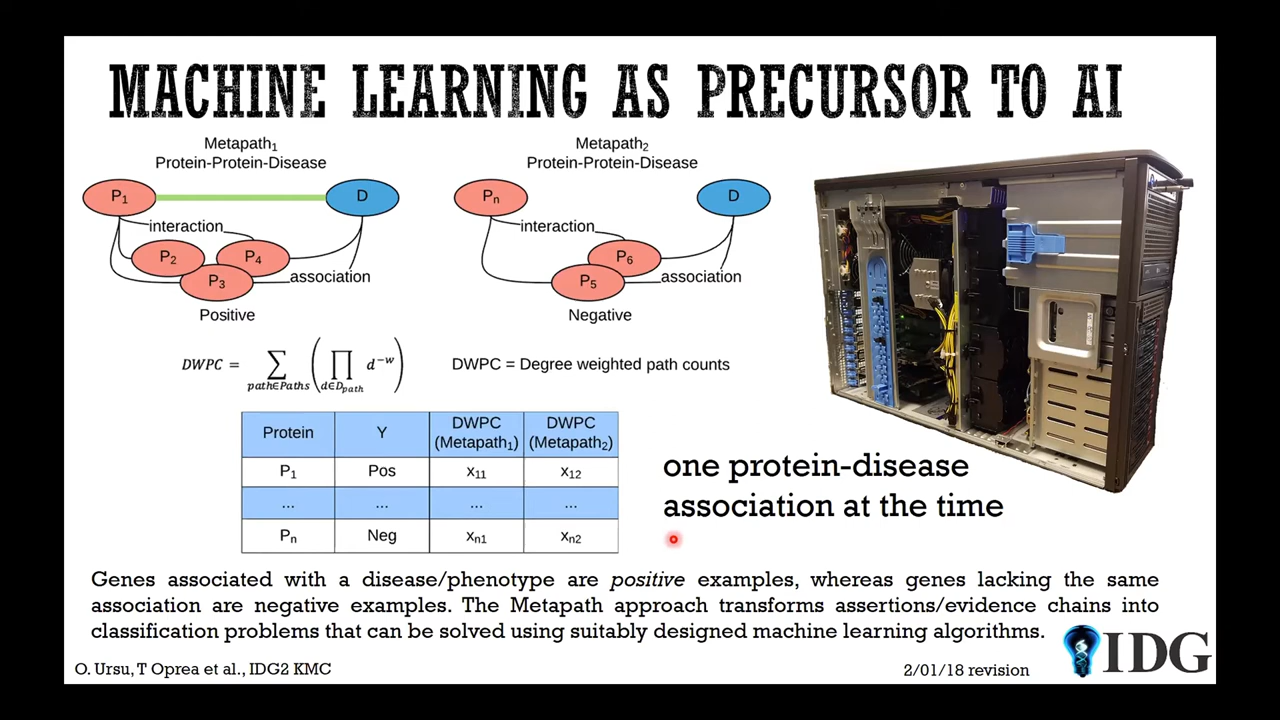 MACHINE LEARNING AS PRECURSOR TO AI
Metapath₁
Protein-Protein-Disease
P₁
D
interaction
P₂
P₄
P₃
association
Positive
Metapath₂
Protein-Protein-Disease
Pₙ
D
interaction
P₆
P₅
association
Negative
DWPC = ∑ path∈Paths (∏ d∈D_path d⁻ʷ)
DWPC = Degree weighted path counts
Protein Y DWPC (Metapath₁) DWPC (Metapath₂)
P₁ Pos x₁₁ x₁₂
... ... ... ...
Pₙ Neg xₙ₁ xₙ₂
one protein-disease
association at the time
Genes associated with a disease/phenotype are positive examples, whereas genes lacking the same
association are negative examples. The Metapath approach transforms assertions/evidence chains into
classification problems that can be solved using suitably designed machine learning algorithms.
O. Ursu, T Oprea et al., IDG2 KMC
2/01/18 revision
IDG